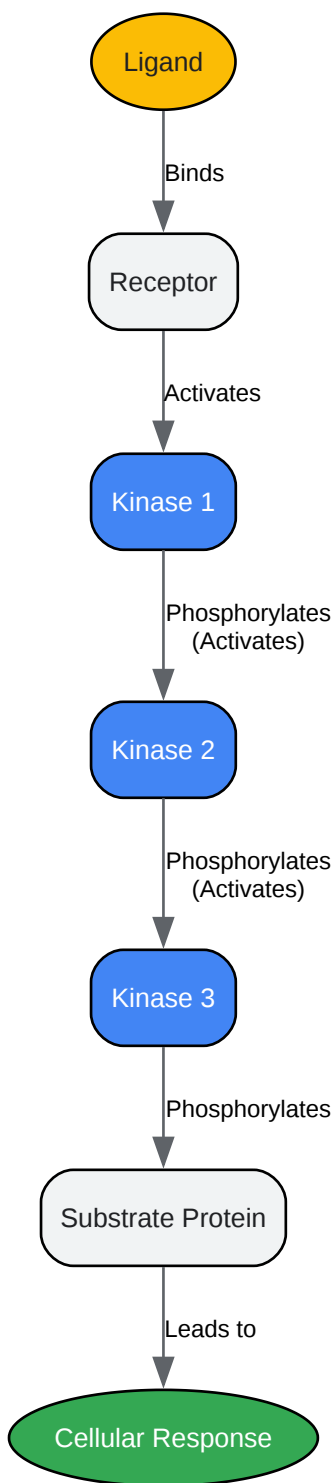 Ligand
Binds
Receptor
Activates
Kinase 1
Phosphorylates
(Activates)
Kinase 2
Phosphorylates
(Activates)
Kinase 3
Phosphorylates
Substrate Protein
Leads to
Cellular Response